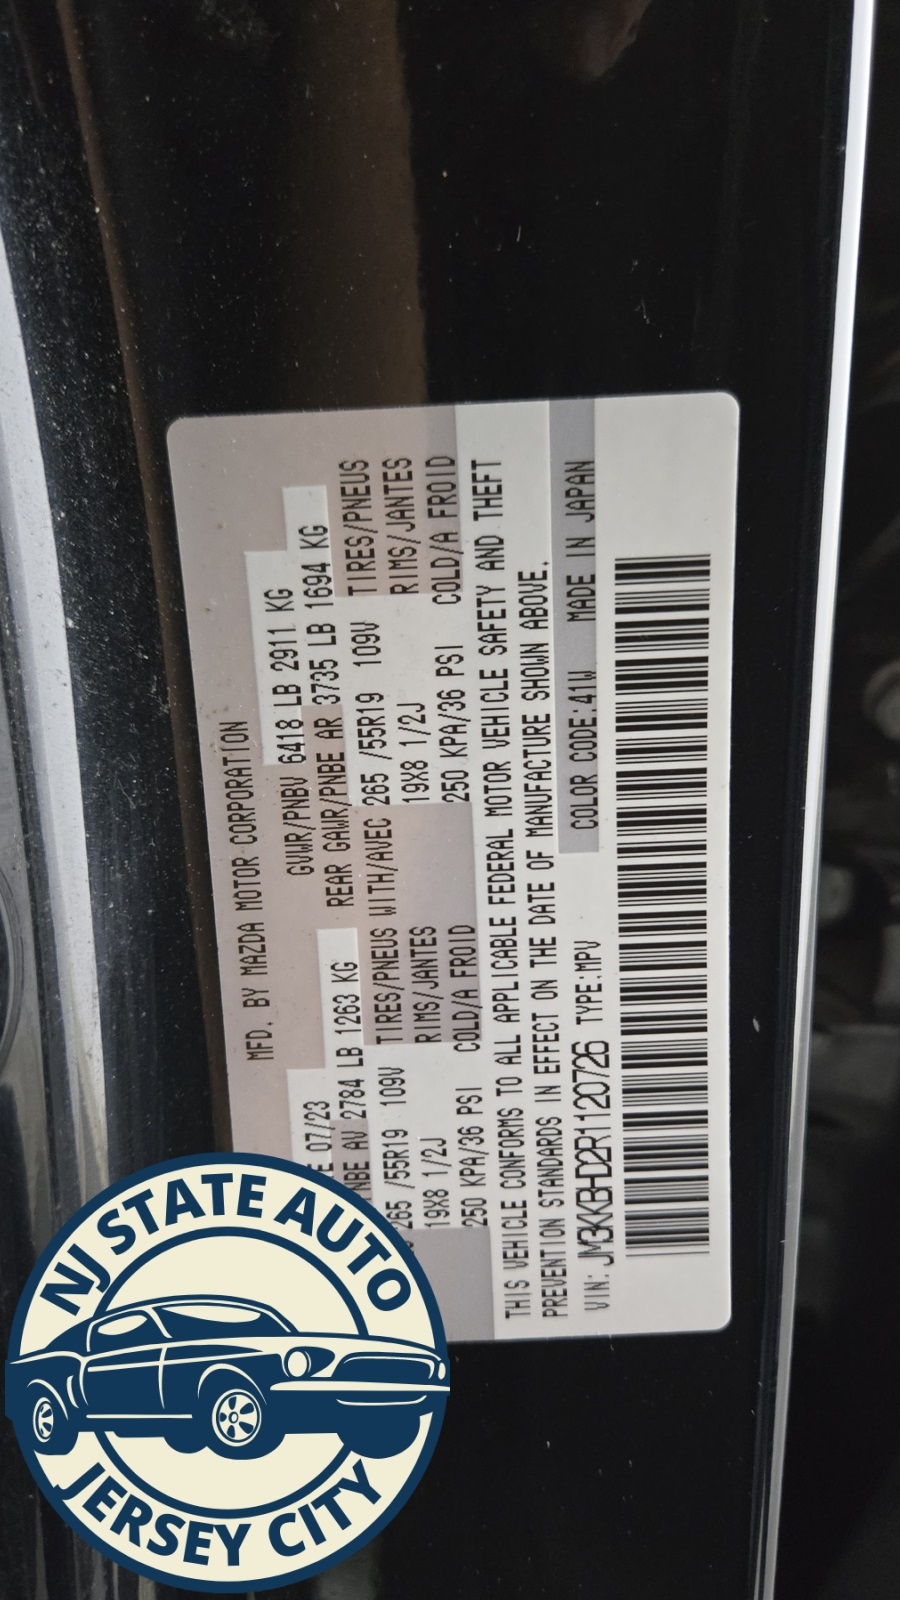 MFD. BY MAZDA MOTOR CORPORATION
TE 07/23 GVWR/PNBV 6418 LB 2911 KG
AV 2784 LB 1263 KG REAR GAWR/PNBE AR 3735 LB 1694 KG
265 /55R19 109V TIRES/PNEUS WITH/AVEC 265 /55R19 109V TIRES/PNEUS
19X8 1/2J RIMS/JANTES 19X8 1/2J RIMS/JANTES
250 KPA/36 PSI COLD/A FROID 250 KPA/36 PSI COLD/A FROID
THIS VEHICLE CONFORMS TO ALL APPLICABLE FEDERAL MOTOR VEHICLE SAFETY AND THEFT
PREVENTION STANDARDS IN EFFECT ON THE DATE OF MANUFACTURE SHOWN ABOVE.
VIN: JM3KKBHD2R1120726 TYPE:MPV COLOR CODE:41W MADE IN JAPAN
NJ STATE AUTO
JERSEY CITY